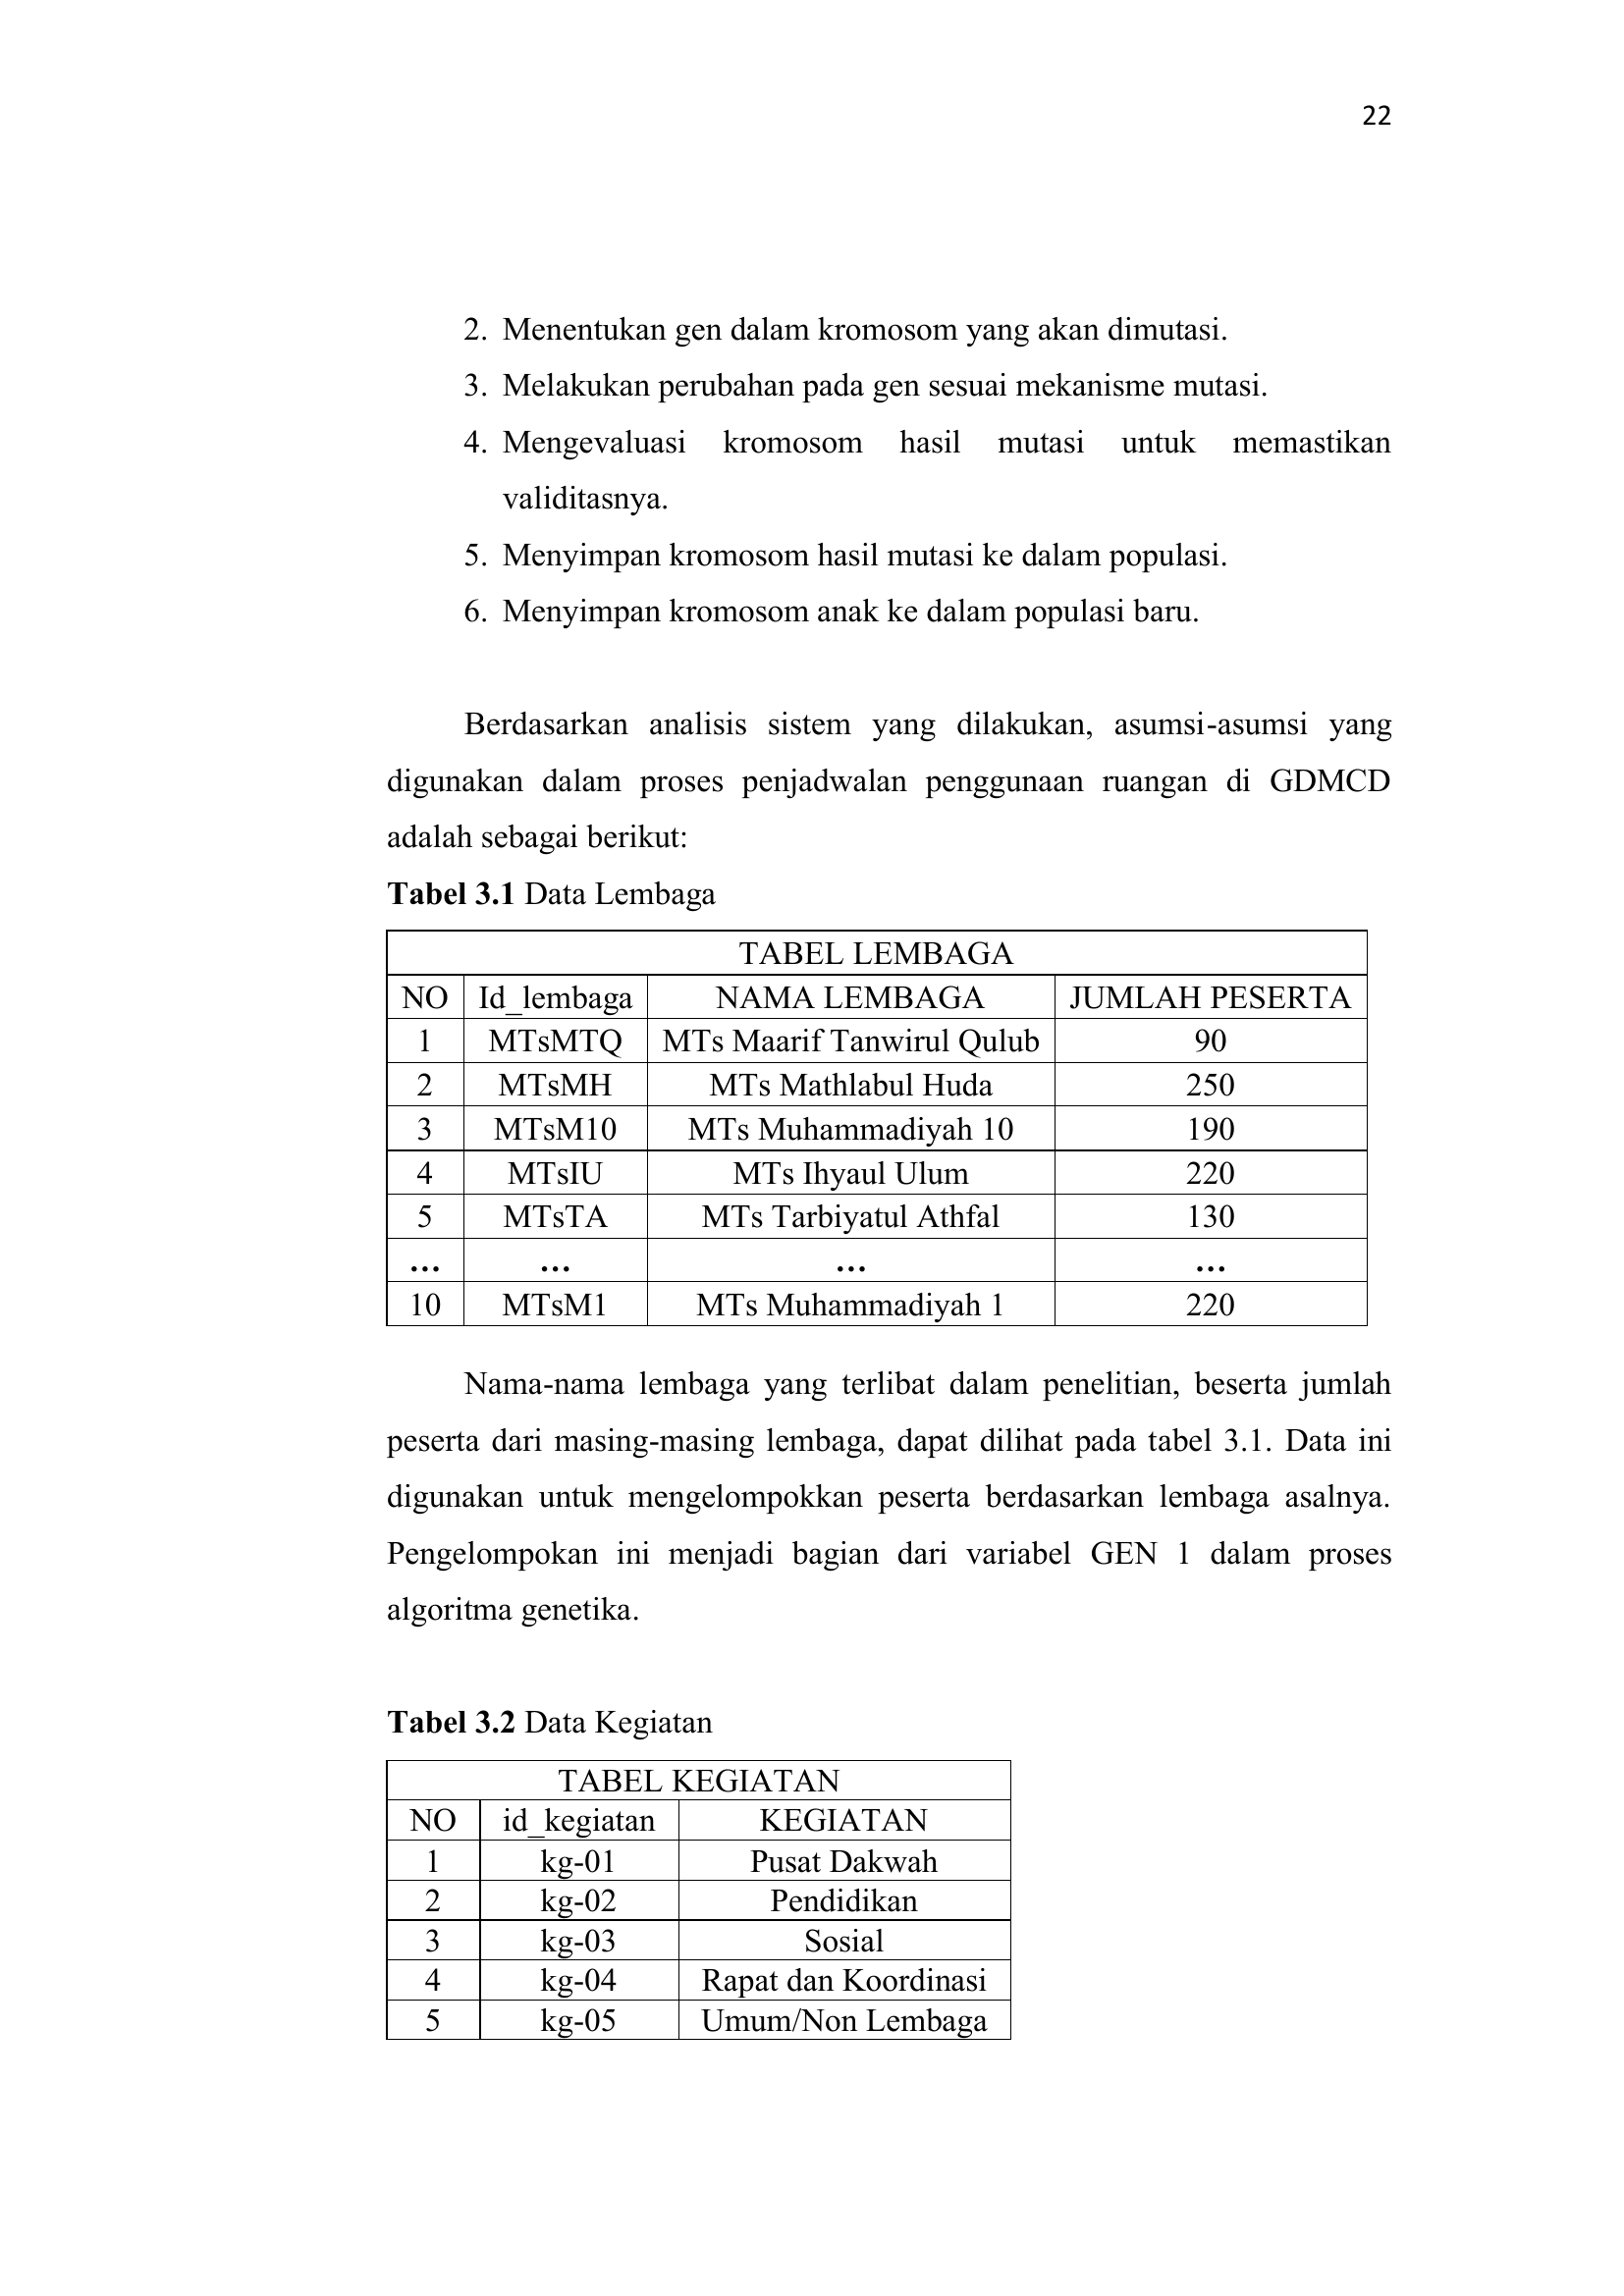 22
2. Menentukan gen dalam kromosom yang akan dimutasi.
3. Melakukan perubahan pada gen sesuai mekanisme mutasi.
4. Mengevaluasi kromosom hasil mutasi untuk memastikan
validitasnya.
5. Menyimpan kromosom hasil mutasi ke dalam populasi.
6. Menyimpan kromosom anak ke dalam populasi baru.
Berdasarkan analisis sistem yang dilakukan, asumsi-asumsi yang
digunakan dalam proses penjadwalan penggunaan ruangan di GDMCD
adalah sebagai berikut:
Tabel 3.1 Data Lembaga
TABEL LEMBAGA
NO Id_lembaga NAMA LEMBAGA JUMLAH PESERTA
1 MTsMTQ MTs Maarif Tanwirul Qulub 90
2 MTsMH MTs Mathlabul Huda 250
3 MTsM10 MTs Muhammadiyah 10 190
4 MTsIU MTs Ihyaul Ulum 220
5 MTsTA MTs Tarbiyatul Athfal 130
... ... ... ...
10 MTsM1 MTs Muhammadiyah 1 220
Nama-nama lembaga yang terlibat dalam penelitian, beserta jumlah
peserta dari masing-masing lembaga, dapat dilihat pada tabel 3.1. Data ini
digunakan untuk mengelompokkan peserta berdasarkan lembaga asalnya.
Pengelompokan ini menjadi bagian dari variabel GEN 1 dalam proses
algoritma genetika.
Tabel 3.2 Data Kegiatan
TABEL KEGIATAN
NO id_kegiatan KEGIATAN
1 kg-01 Pusat Dakwah
2 kg-02 Pendidikan
3 kg-03 Sosial
4 kg-04 Rapat dan Koordinasi
5 kg-05 Umum/Non Lembaga